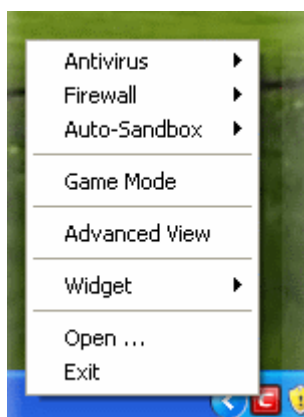 Antivirus
Firewall
Auto-Sandbox
Game Mode
Advanced View
Widget
Open ...
Exit